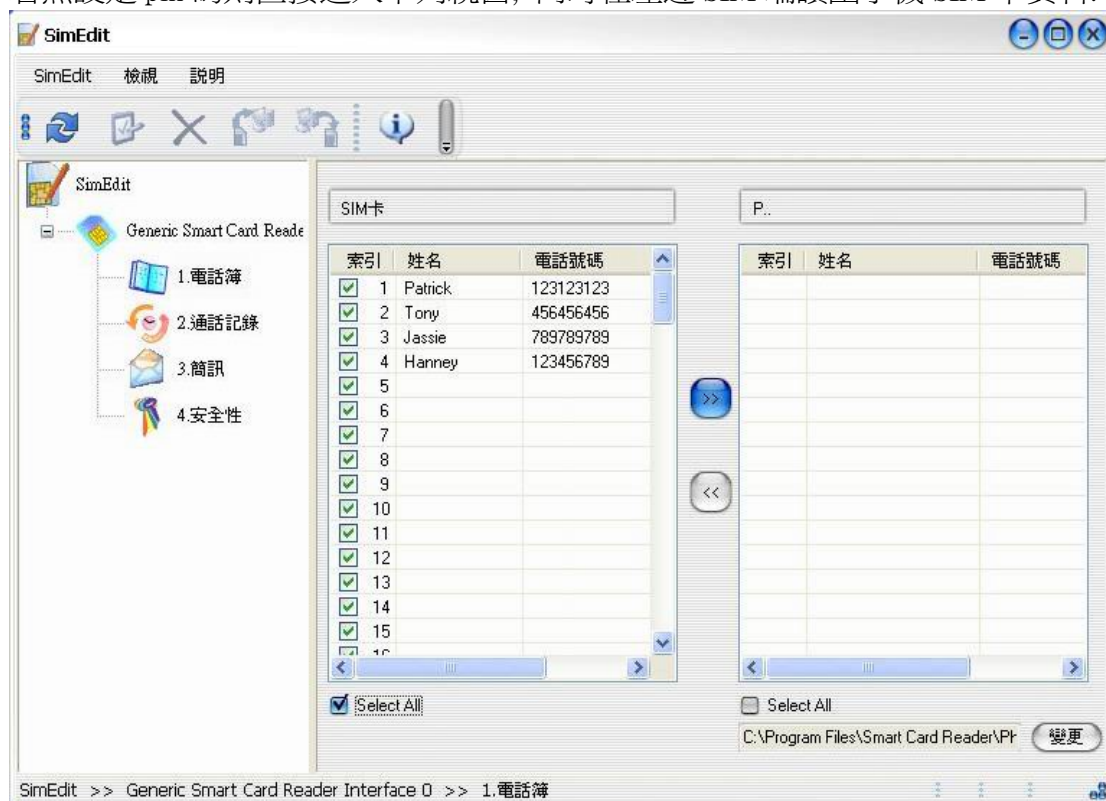 SimEdit
SimEdit 檢視 説明
SimEdit
Generic Smart Card Reade
1.電話簿
2.通話記錄
3.簡訊
4.安全性
SIM卡
索引 姓名 電話號碼
1 Patrick 123123123
2 Tony 456456456
3 Jassie 789789789
4 Hanney 123456789
5
6
7
8
9
10
11
12
13
14
15
Select All
>>
<<
P..
索引 姓名 電話號碼
Select All
C:\Program Files\Smart Card Reader\Ph 變更
SimEdit >> Generic Smart Card Reader Interface 0 >> 1.電話簿